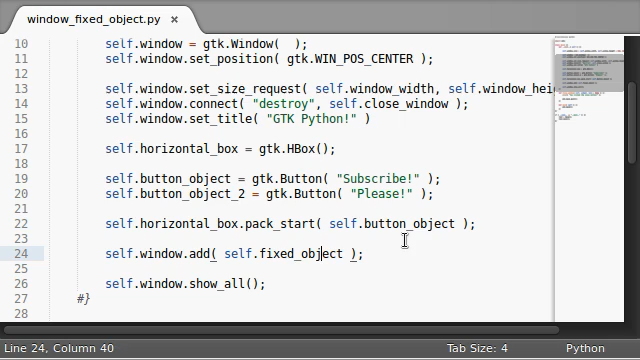 window_fixed_object.py ×
10 self.window = gtk.Window(  );
11 self.window.set_position( gtk.WIN_POS_CENTER );
12
13 self.window.set_size_request( self.window_width, self.window_hei
14 self.window.connect( "destroy", self.close_window );
15 self.window.set_title( "GTK Python!" )
16
17 self.horizontal_box = gtk.HBox();
18
19 self.button_object = gtk.Button( "Subscribe!" );
20 self.button_object_2 = gtk.Button( "Please!" );
21
22 self.horizontal_box.pack_start( self.button_object );
23
24 self.window.add( self.fixed_object );
25
26 self.window.show_all();
27 #}
28
Line 24, Column 40 Tab Size: 4 Python